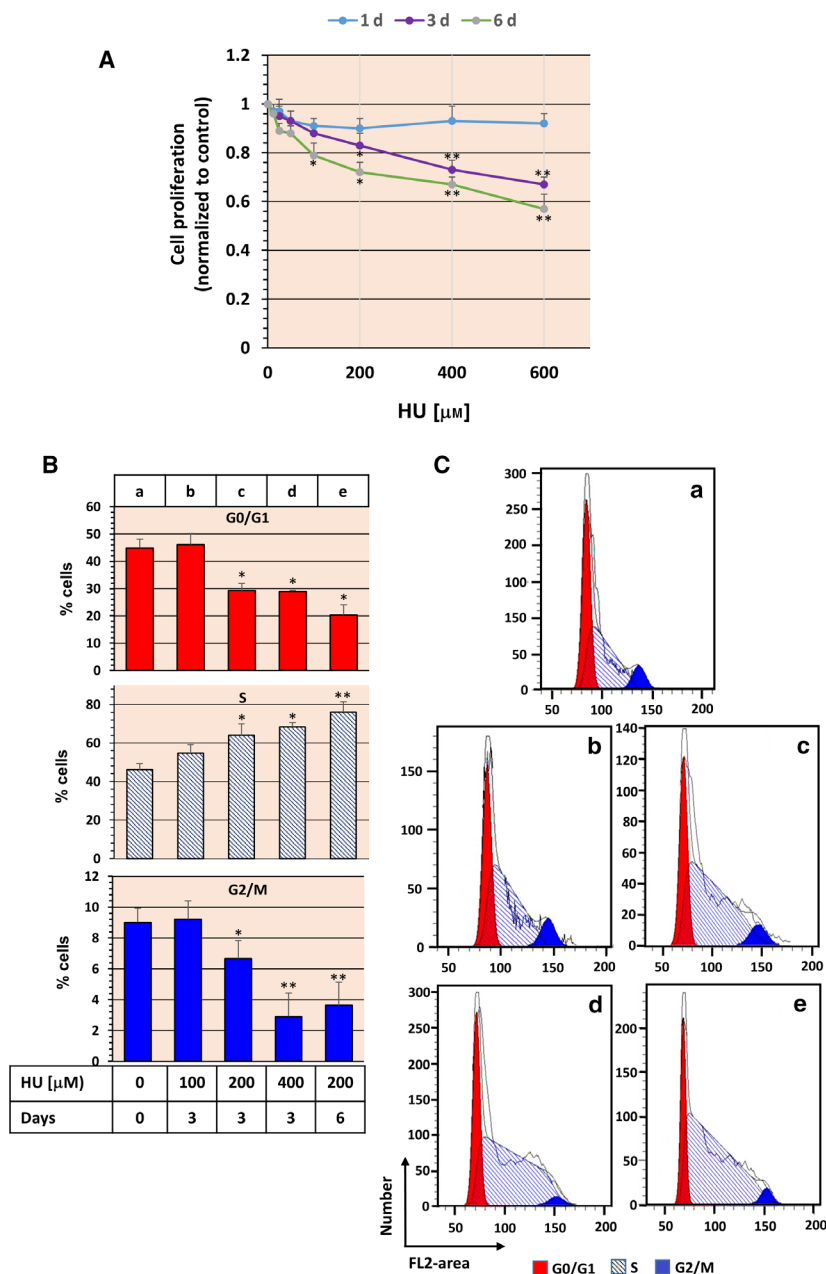 1 d 3 d 6 d
A
Cell proliferation
(normalized to control)
1.2
1
0.8
0.6
0.4
0.2
0
* * ** **
* * ** **
0 200 400 600
HU [μM]
B
a b c d e
G0/G1
% cells
60
50
40
30
20
10
0
* * *
S
% cells
80
60
40
20
0
* * **
G2/M
% cells
12
10
8
6
4
2
0
* ** **
HU [μM) 0 100 200 400 200
Days 0 3 3 3 6
C
a
300
250
200
100
150
50
0
50 100 150 200
b
150
100
50
0
50 100 150 200
c
140
120
100
80
60
40
20
0
50 100 150 200
d
300
250
200
100
150
50
0
50 100 150 200
e
200
150
100
50
0
50 100 150 200
Number
FL2-area
G0/G1 S G2/M